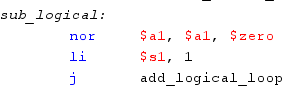 sub_logical:
nor $a1, $a1, $zero
li $s1, 1
j add_logical_loop